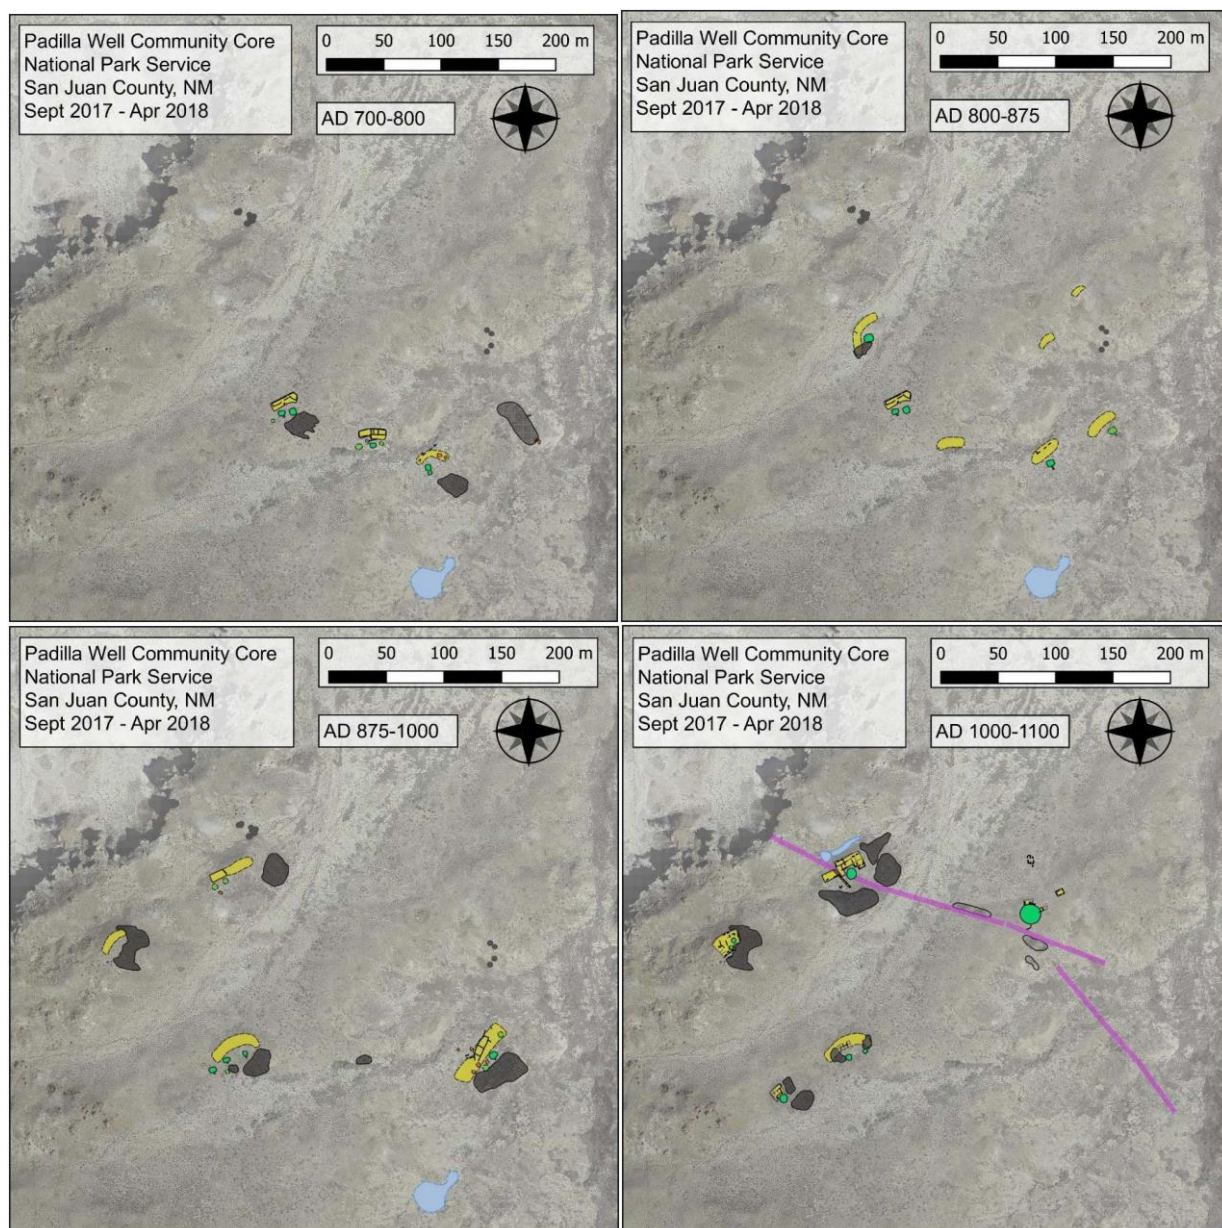 Padilla Well Community Core
National Park Service
San Juan County, NM
Sept 2017 - Apr 2018
0 50 100 150 200 m
AD 700-800
Padilla Well Community Core
National Park Service
San Juan County, NM
Sept 2017 - Apr 2018
0 50 100 150 200 m
AD 800-875
Padilla Well Community Core
National Park Service
San Juan County, NM
Sept 2017 - Apr 2018
0 50 100 150 200 m
AD 875-1000
Padilla Well Community Core
National Park Service
San Juan County, NM
Sept 2017 - Apr 2018
0 50 100 150 200 m
AD 1000-1100